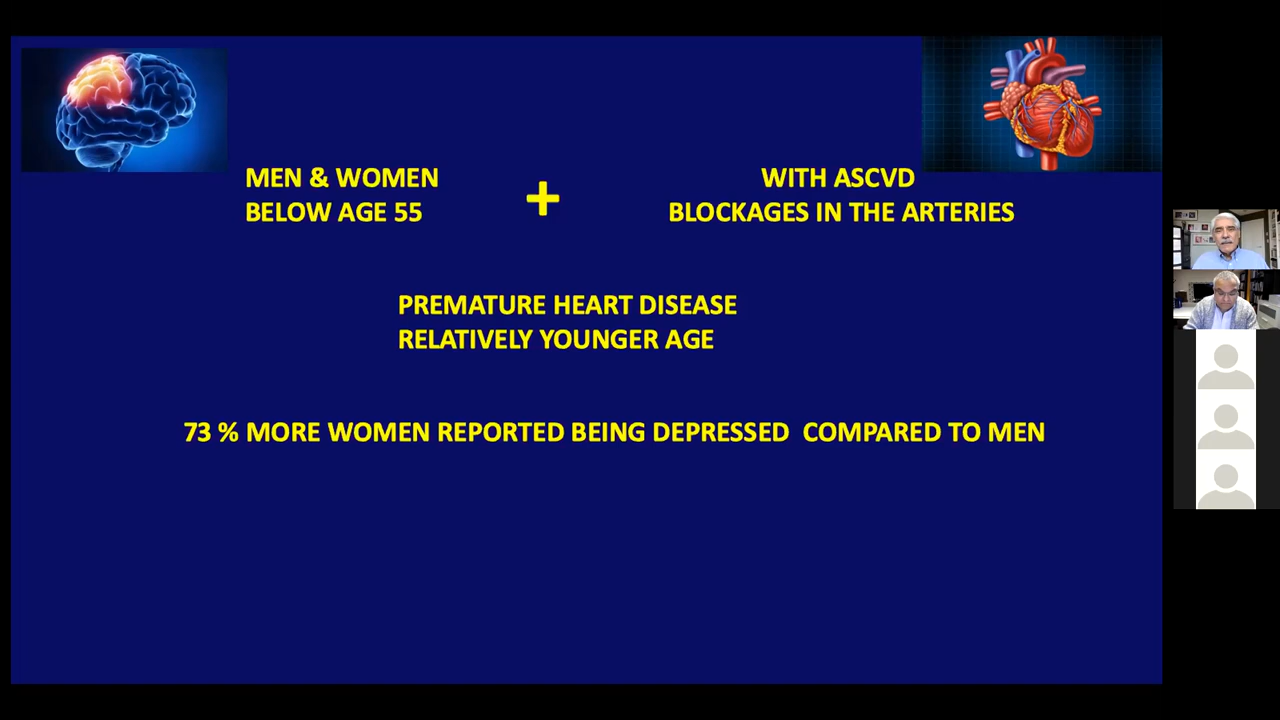 MEN & WOMEN
BELOW AGE 55
+
WITH ASCVD
BLOCKAGES IN THE ARTERIES
PREMATURE HEART DISEASE
RELATIVELY YOUNGER AGE
73 % MORE WOMEN REPORTED BEING DEPRESSED  COMPARED TO MEN